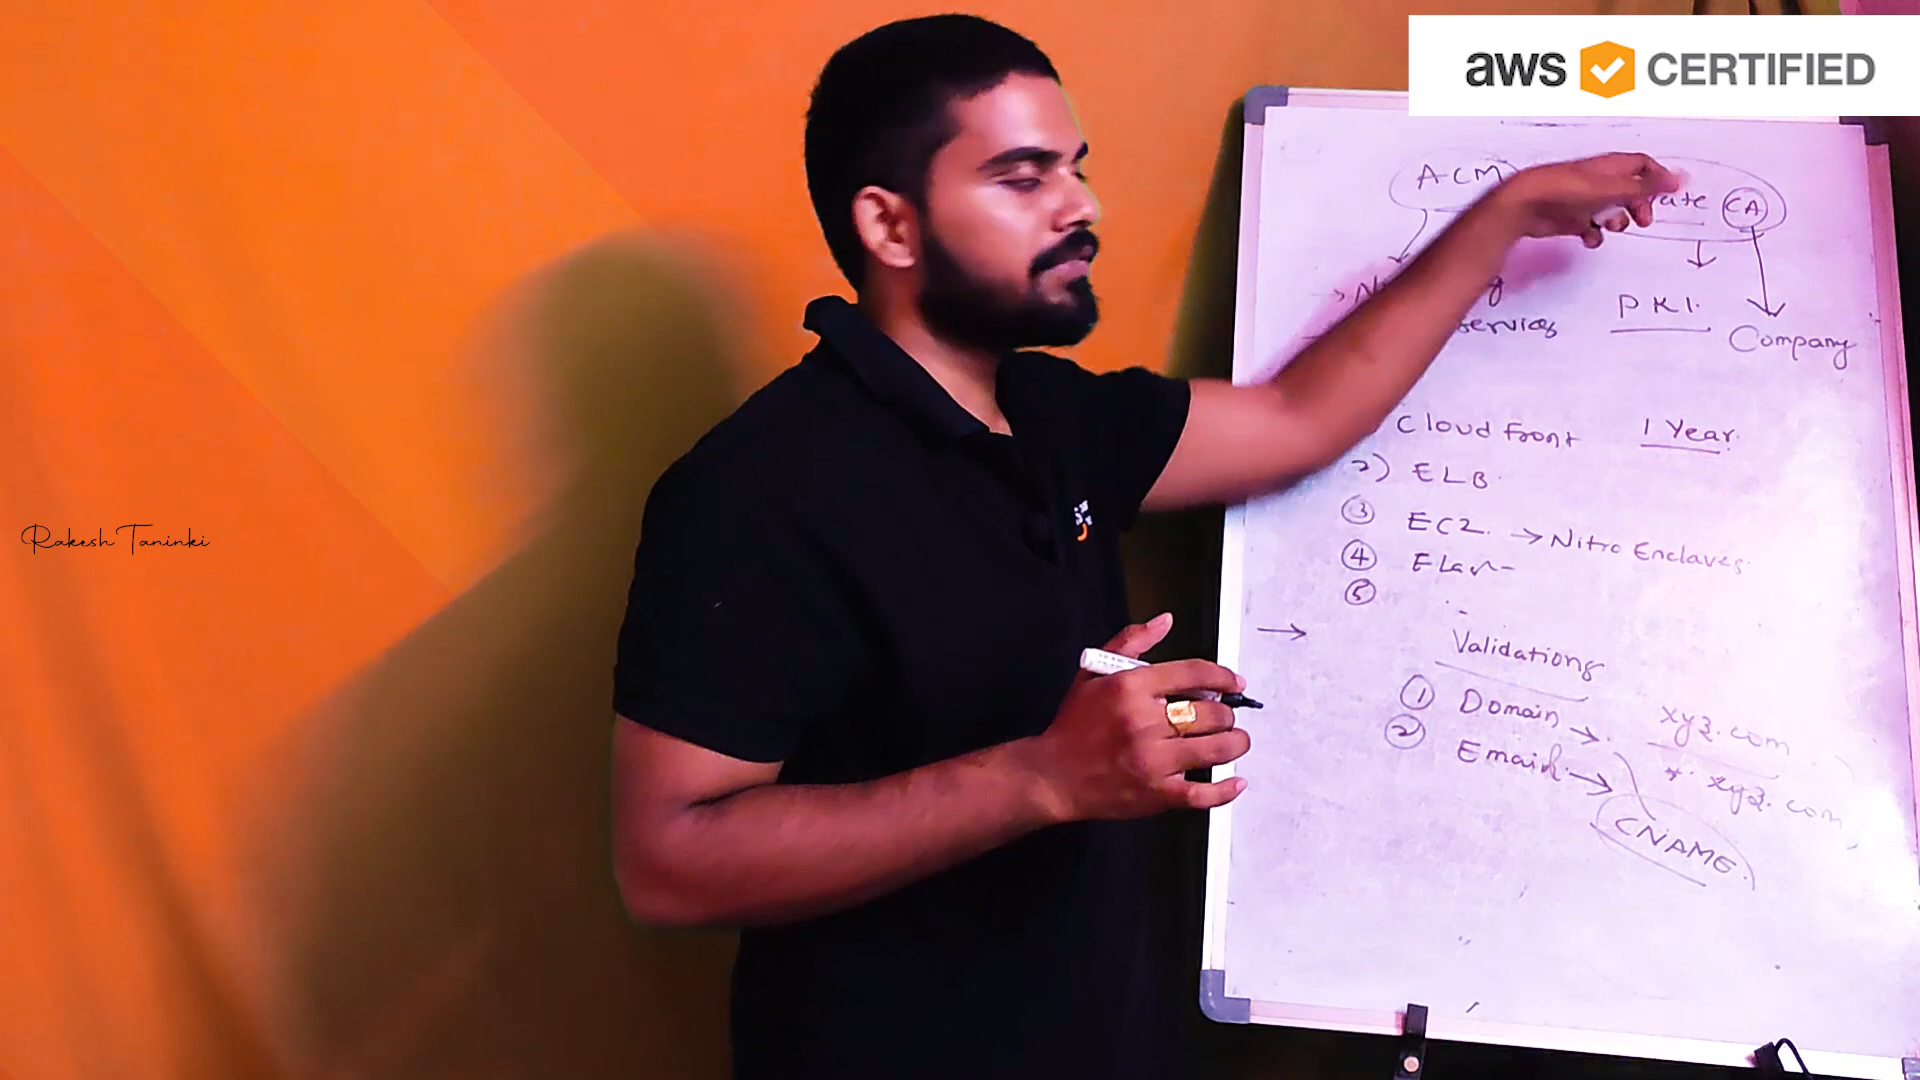 aws CERTIFIED
ACM
CA
PKI.
services
Company
Cloud Front 1 Year.
2) ELB.
3 EC2. → Nitro Enclaves.
4
5
→
Validations
1 Domain → xyz.com
2 Email. → *.xyz.com
CNAME.
Rakesh Taninki